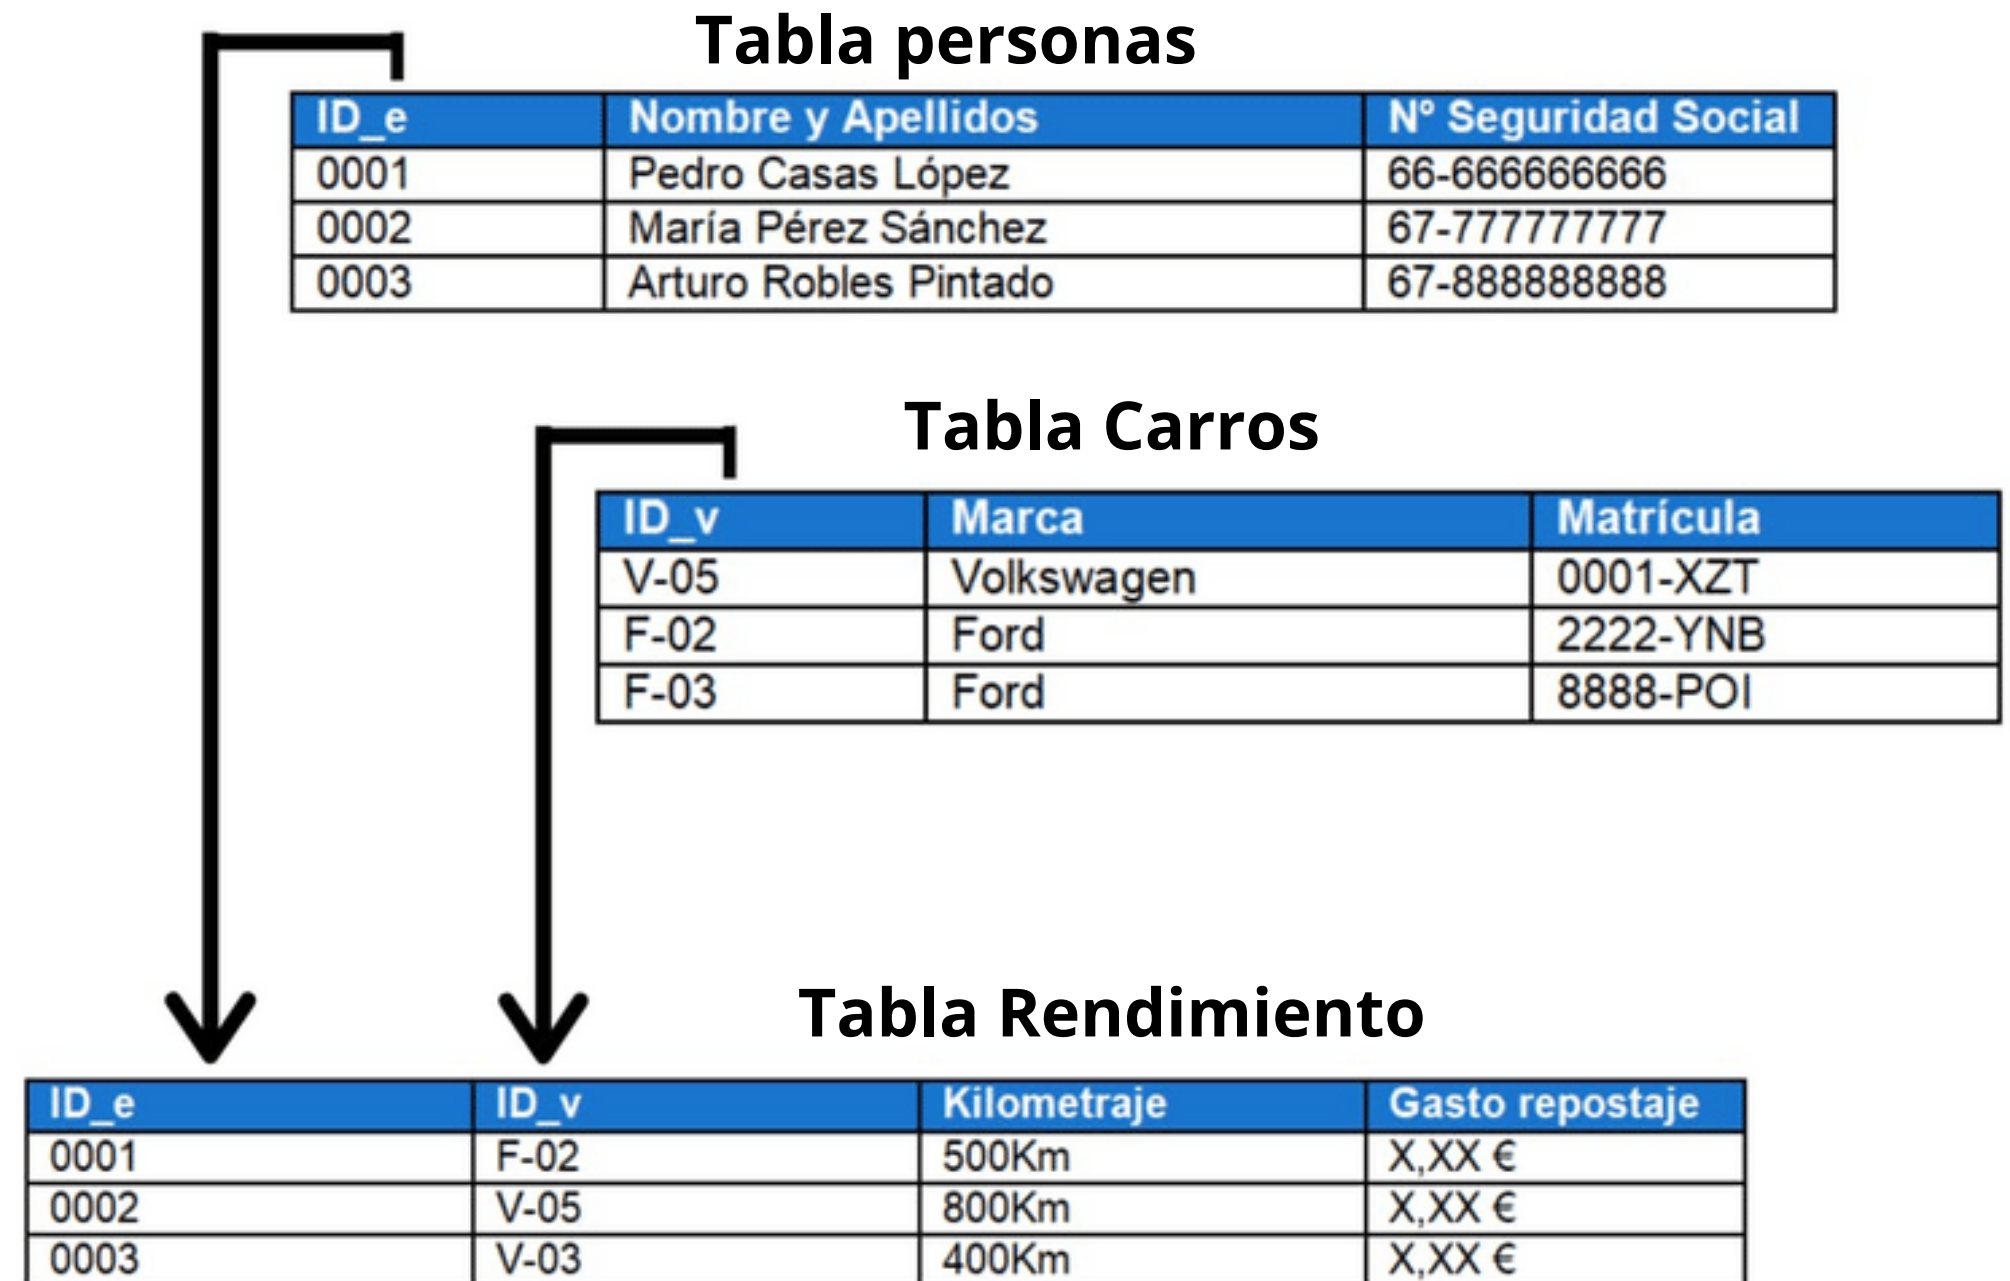 Tabla personas
ID_e Nombre y Apellidos Nº Seguridad Social
0001 Pedro Casas López 66-666666666
0002 María Pérez Sánchez 67-777777777
0003 Arturo Robles Pintado 67-888888888
Tabla Carros
ID_v Marca Matrícula
V-05 Volkswagen 0001-XZT
F-02 Ford 2222-YNB
F-03 Ford 8888-POI
Tabla Rendimiento
ID_e ID_v Kilometraje Gasto repostaje
0001 F-02 500Km X,XX €
0002 V-05 800Km X,XX €
0003 V-03 400Km X,XX €